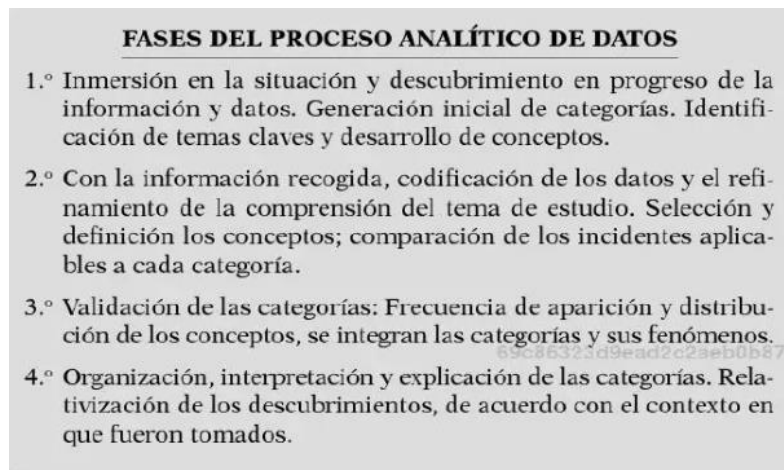 FASES DEL PROCESO ANALÍTICO DE DATOS
1.º Inmersión en la situación y descubrimiento en progreso de la
información y datos. Generación inicial de categorías. Identifi-
cación de temas claves y desarrollo de conceptos.
2.º Con la información recogida, codificación de los datos y el refi-
namiento de la comprensión del tema de estudio. Selección y
definición los conceptos; comparación de los incidentes aplica-
bles a cada categoría.
3.º Validación de las categorías: Frecuencia de aparición y distribu-
ción de los conceptos, se integran las categorías y sus fenómenos.
69c86323d9ead2c2aeb0b87
4.º Organización, interpretación y explicación de las categorías. Rela-
tivización de los descubrimientos, de acuerdo con el contexto en
que fueron tomados.